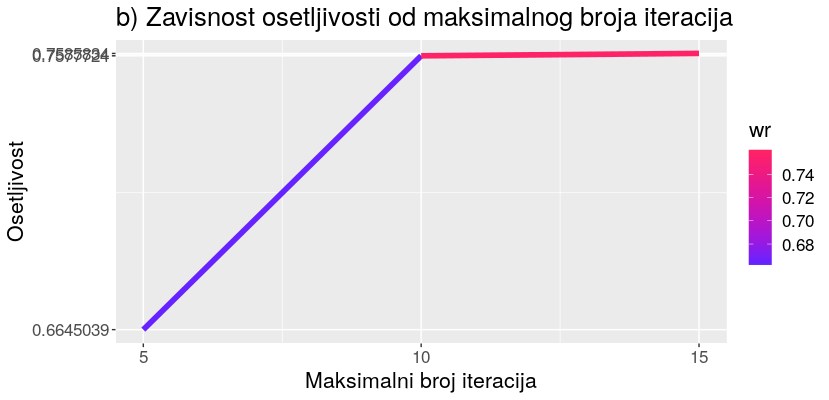 b) Zavisnost osetljivosti od maksimalnog broja iteracija
Osetljivost
0.6645039
5
10
15
Maksimalni broj iteracija
wr
0.74
0.72
0.70
0.68